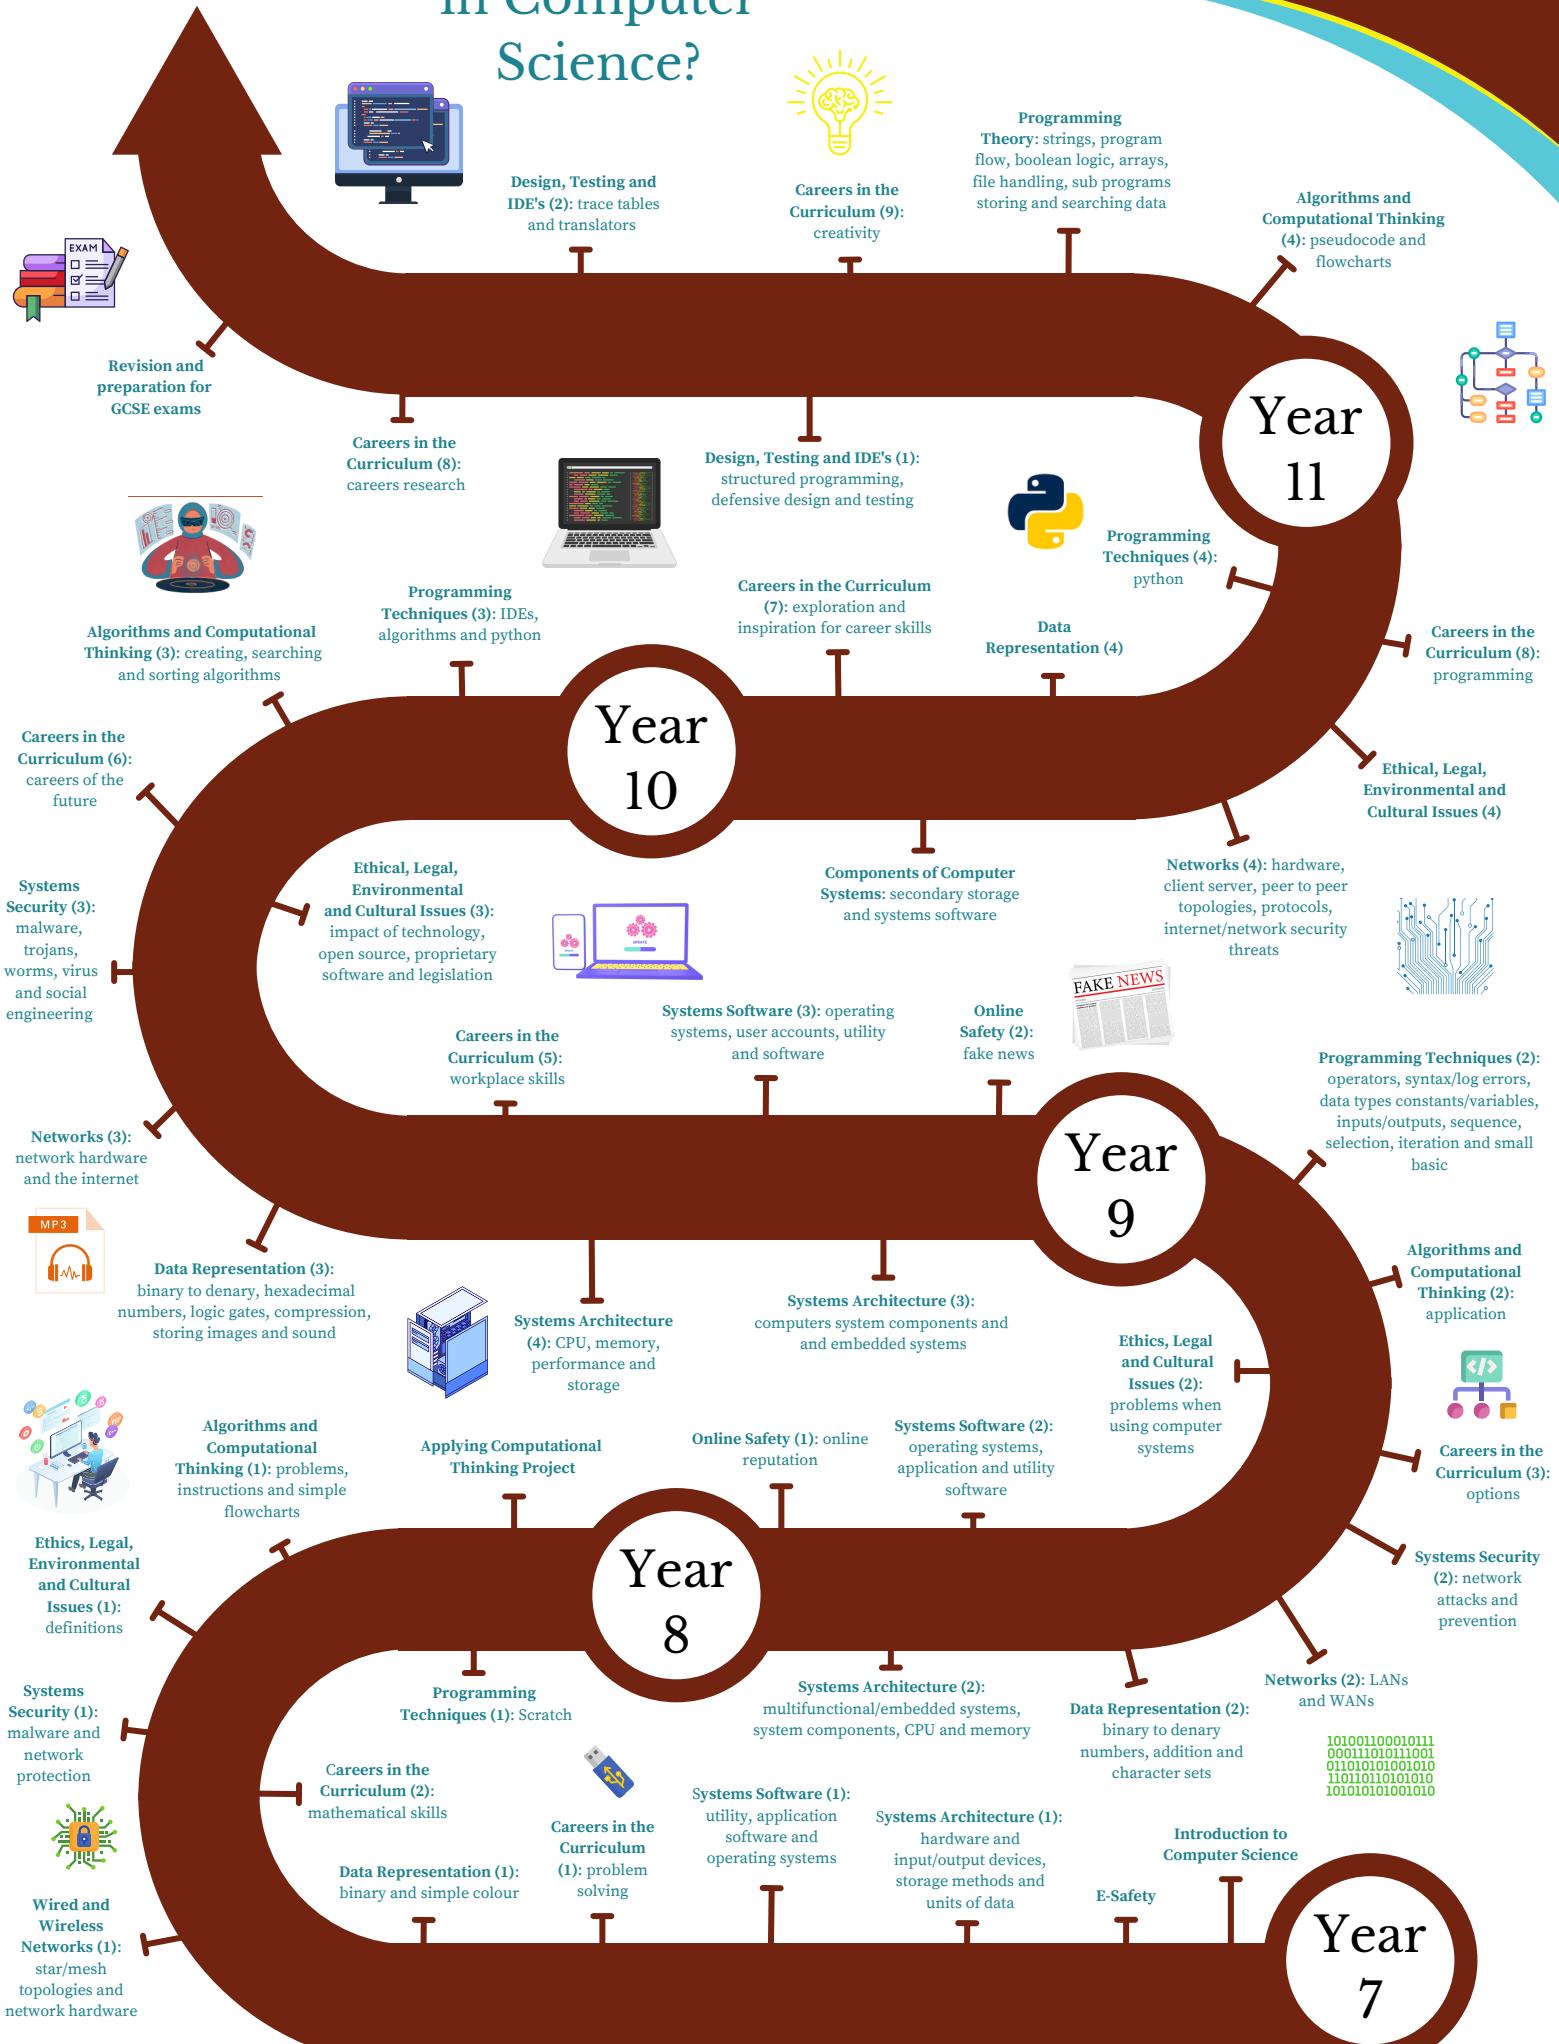 in Computer
Science?
Programming
Theory: strings, program
flow, boolean logic, arrays,
file handling, sub programs
storing and searching data
Design, Testing and
IDE's (2): trace tables
and translators
Careers in the
Curriculum (9):
creativity
Algorithms and
Computational Thinking
(4): pseudocode and
flowcharts
EXAM
Revision and
preparation for
GCSE exams
Year
11
Careers in the
Curriculum (8):
careers research
Design, Testing and IDE's (1):
structured programming,
defensive design and testing
Programming
Techniques (4):
python
Programming
Techniques (3): IDEs,
algorithms and python
Careers in the Curriculum
(7): exploration and
inspiration for career skills
Data
Representation (4)
Algorithms and Computational
Thinking (3): creating, searching
and sorting algorithms
Careers in the
Curriculum (8):
programming
Year
10
Careers in the
Curriculum (6):
careers of the
future
Ethical, Legal,
Environmental and
Cultural Issues (4)
Ethical, Legal,
Environmental
and Cultural Issues (3):
impact of technology,
open source, proprietary
software and legislation
Components of Computer
Systems: secondary storage
and systems software
Networks (4): hardware,
client server, peer to peer
topologies, protocols,
internet/network security
threats
Systems
Security (3):
malware,
trojans,
worms, virus
and social
engineering
UPDATE
FAKE NEWS
Careers in the
Curriculum (5):
workplace skills
Systems Software (3): operating
systems, user accounts, utility
and software
Online
Safety (2):
fake news
Programming Techniques (2):
operators, syntax/log errors,
data types constants/variables,
inputs/outputs, sequence,
selection, iteration and small
basic
Networks (3):
network hardware
and the internet
Year
9
MP3
Data Representation (3):
binary to denary, hexadecimal
numbers, logic gates, compression,
storing images and sound
Systems Architecture
(4): CPU, memory,
performance and
storage
Systems Architecture (3):
computers system components and
and embedded systems
Algorithms and
Computational
Thinking (2):
application
Ethics, Legal
and Cultural
Issues (2):
problems when
using computer
systems
</>
Algorithms and
Computational
Thinking (1): problems,
instructions and simple
flowcharts
Applying Computational
Thinking Project
Online Safety (1): online
reputation
Systems Software (2):
operating systems,
application and utility
software
Careers in the
Curriculum (3):
options
Ethics, Legal,
Environmental
and Cultural
Issues (1):
definitions
Year
8
Systems Security
(2): network
attacks and
prevention
Systems
Security (1):
malware and
network
protection
Programming
Techniques (1): Scratch
Systems Architecture (2):
multifunctional/embedded systems,
system components, CPU and memory
Data Representation (2):
binary to denary
numbers, addition and
character sets
Networks (2): LANs
and WANs
101001100010111
000111010111001
011010101001010
110110110101010
101010101001010
Careers in the
Curriculum (2):
mathematical skills
Data Representation (1):
binary and simple colour
Careers in the
Curriculum
(1): problem
solving
Systems Software (1):
utility, application
software and
operating systems
Systems Architecture (1):
hardware and
input/output devices,
storage methods and
units of data
E-Safety
Introduction to
Computer Science
Wired and
Wireless
Networks (1):
star/mesh
topologies and
network hardware
Year
7